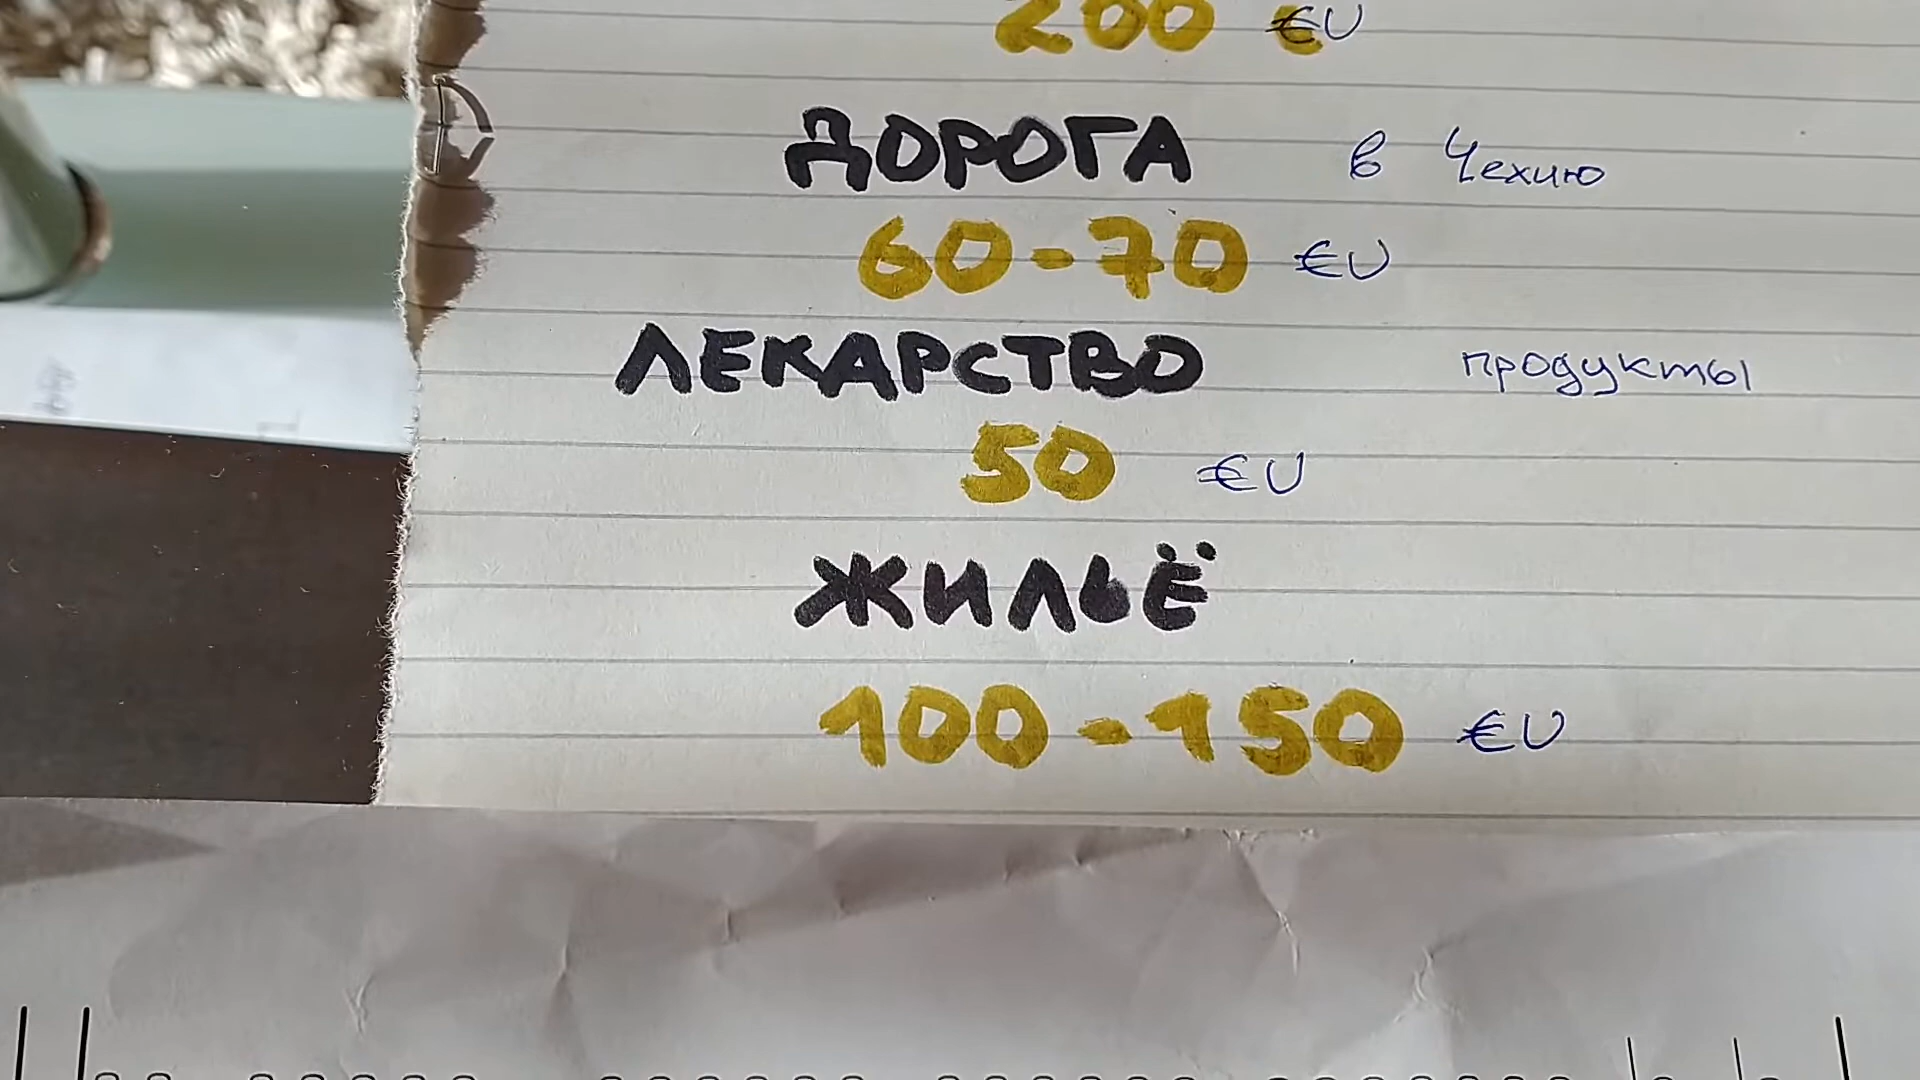 200 €U
ДОРОГА в Чехию
60-70 €U
ЛЕКАРСТВО продукты
50 €U
ЖИЛЬЁ
100-150 €U